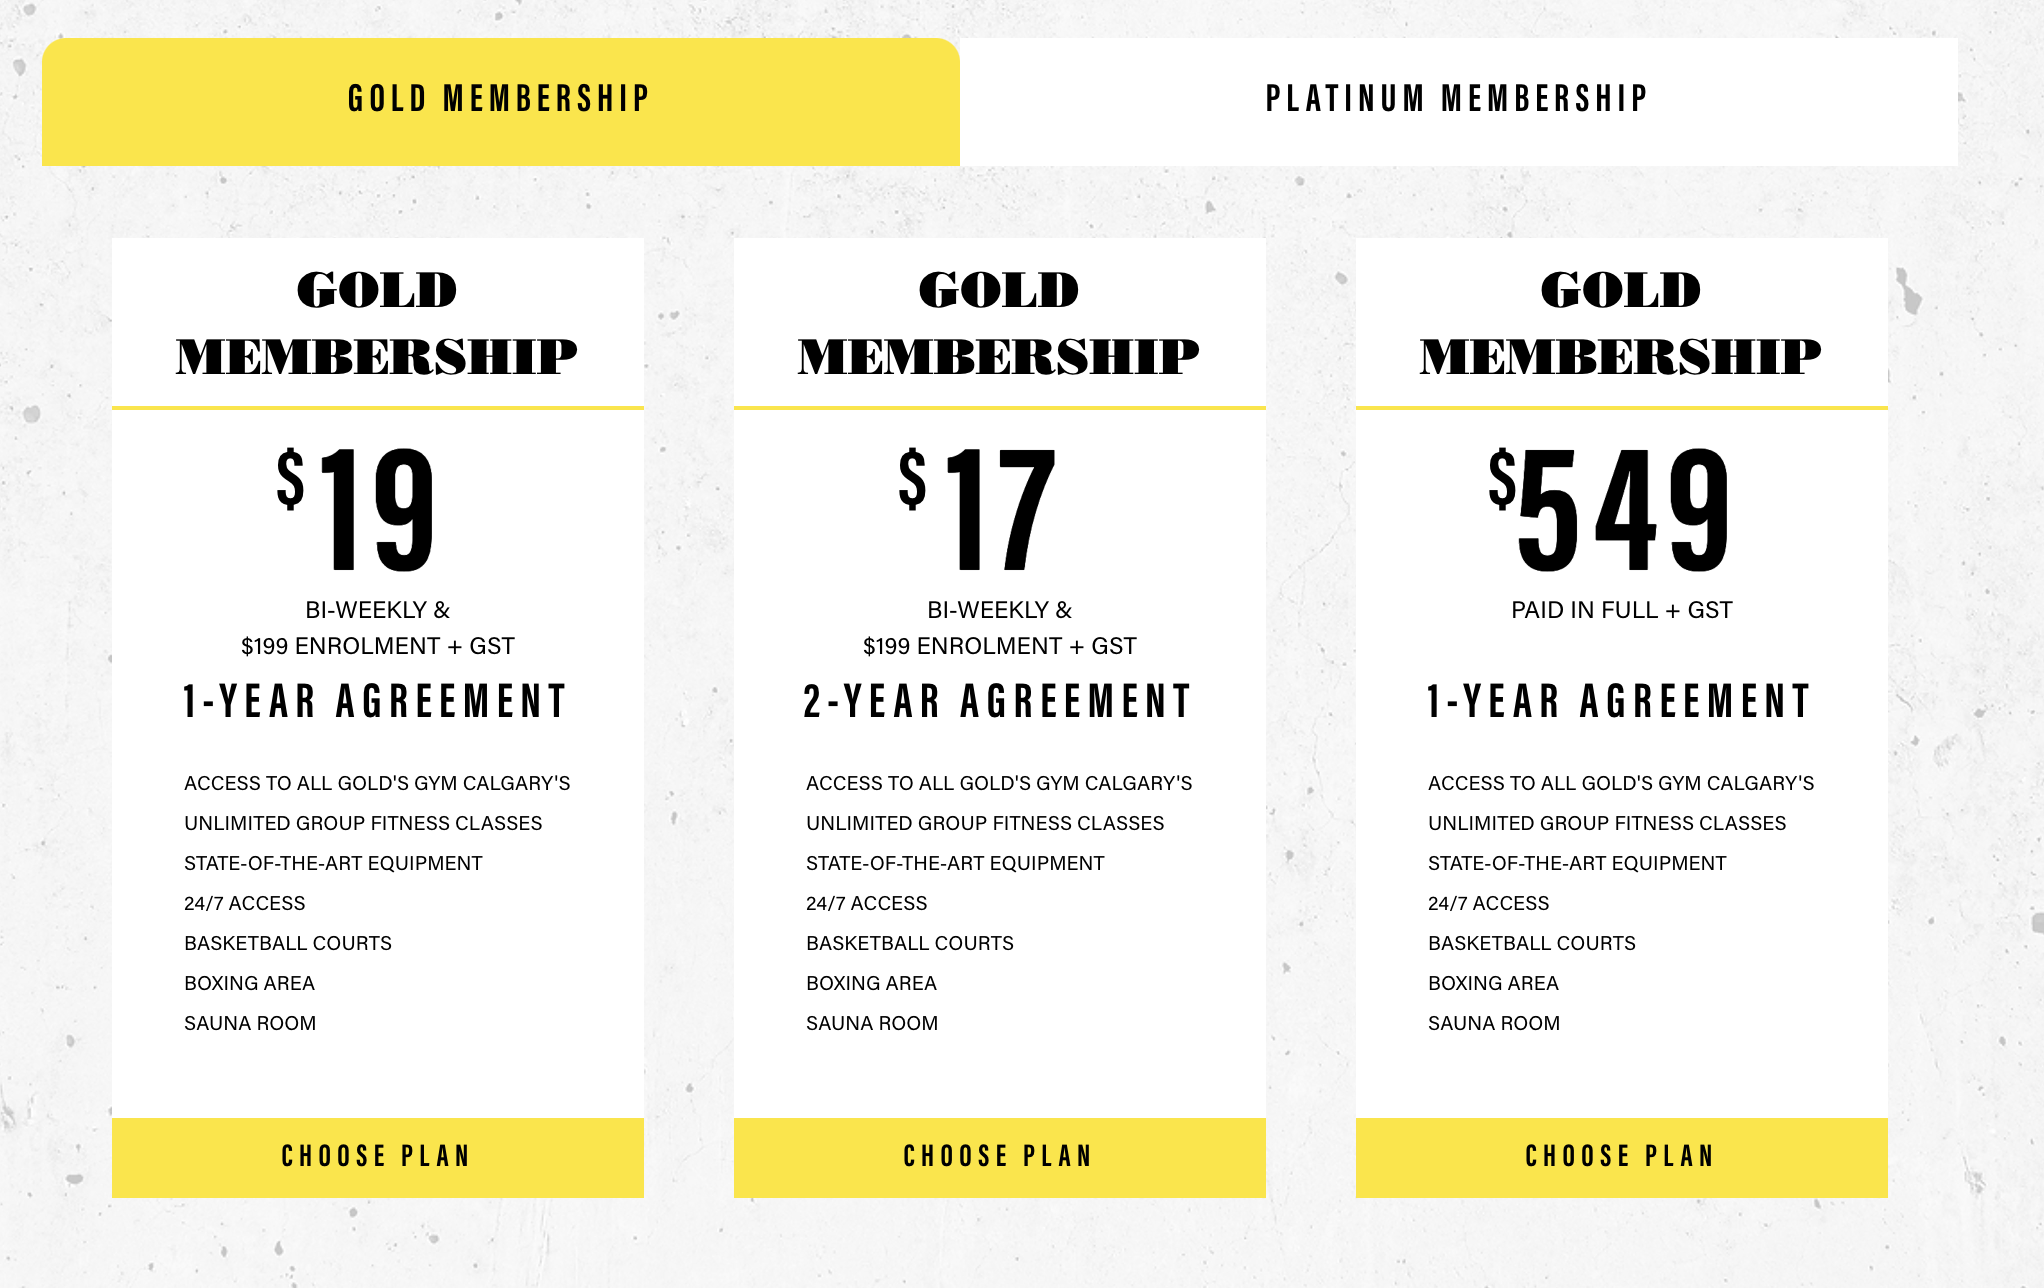 GOLD MEMBERSHIP
PLATINUM MEMBERSHIP
GOLD
MEMBERSHIP
$19
BI-WEEKLY &
$199 ENROLMENT + GST
1-YEAR AGREEMENT
ACCESS TO ALL GOLD'S GYM CALGARY'S
UNLIMITED GROUP FITNESS CLASSES
STATE-OF-THE-ART EQUIPMENT
24/7 ACCESS
BASKETBALL COURTS
BOXING AREA
SAUNA ROOM
CHOOSE PLAN
GOLD
MEMBERSHIP
$17
BI-WEEKLY &
$199 ENROLMENT + GST
2-YEAR AGREEMENT
ACCESS TO ALL GOLD'S GYM CALGARY'S
UNLIMITED GROUP FITNESS CLASSES
STATE-OF-THE-ART EQUIPMENT
24/7 ACCESS
BASKETBALL COURTS
BOXING AREA
SAUNA ROOM
CHOOSE PLAN
GOLD
MEMBERSHIP
$549
PAID IN FULL + GST
1-YEAR AGREEMENT
ACCESS TO ALL GOLD'S GYM CALGARY'S
UNLIMITED GROUP FITNESS CLASSES
STATE-OF-THE-ART EQUIPMENT
24/7 ACCESS
BASKETBALL COURTS
BOXING AREA
SAUNA ROOM
CHOOSE PLAN